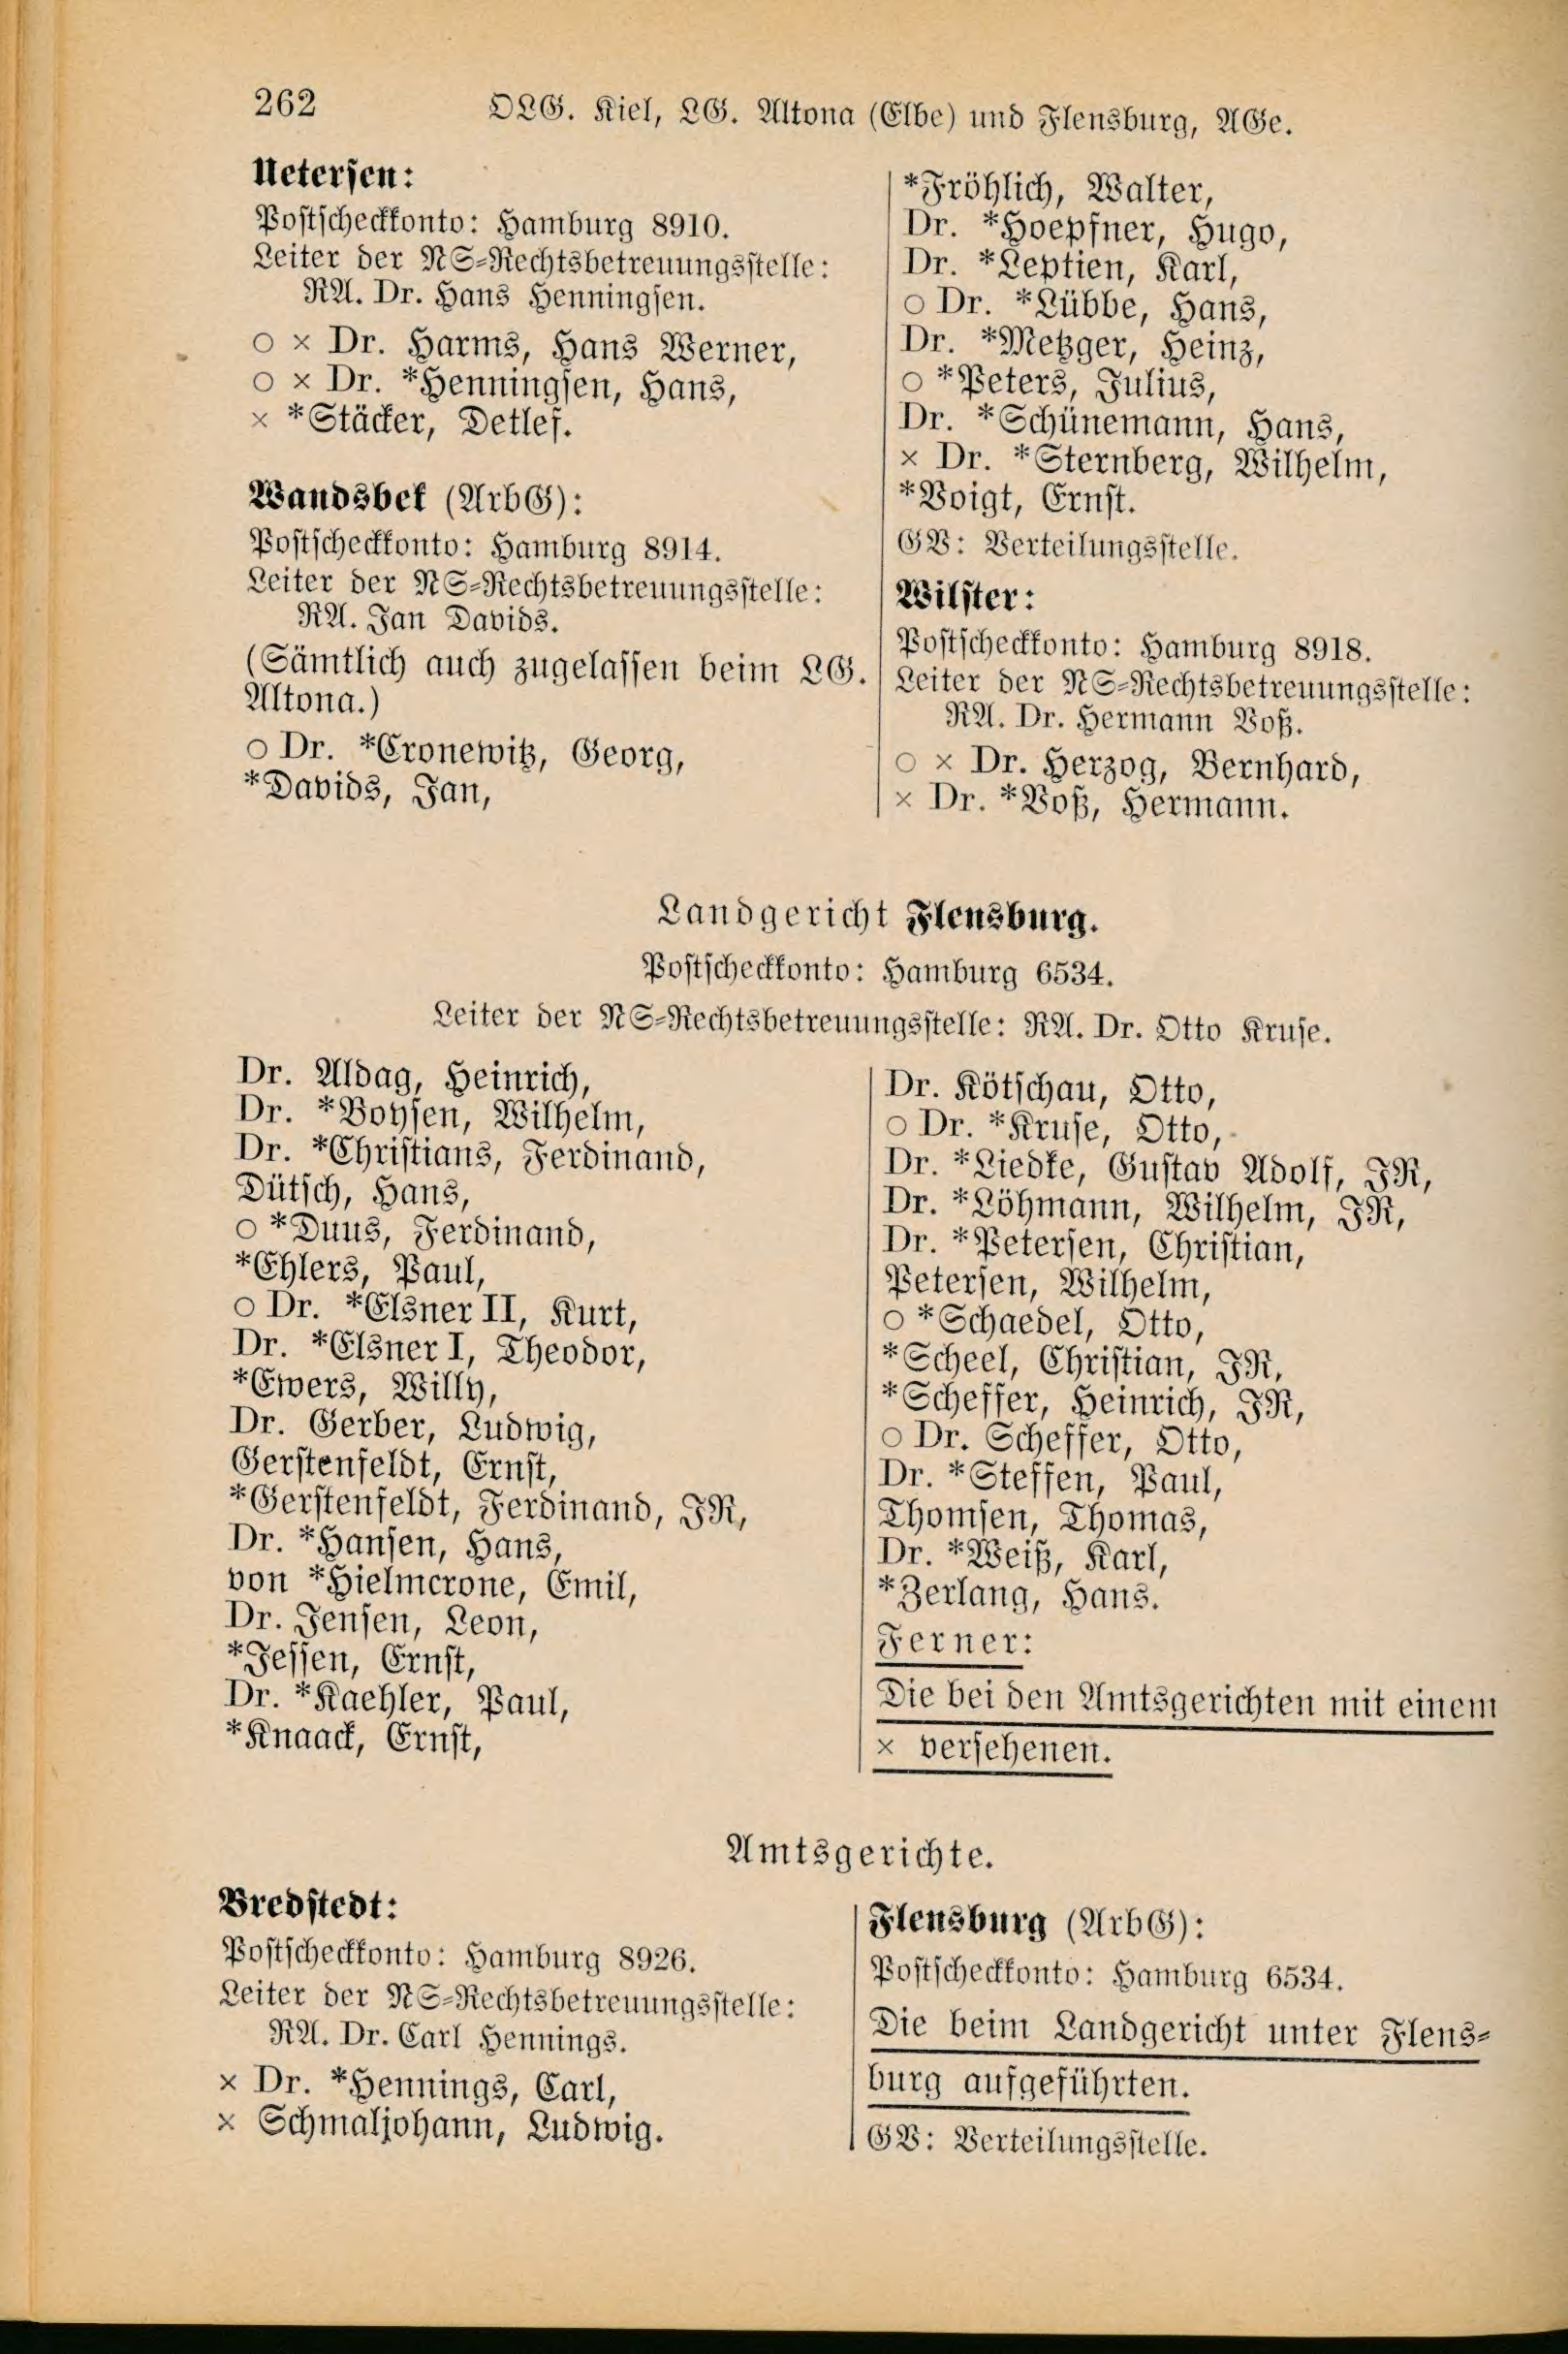 262
OLG. Kiel, LG. Altona (Elbe) und Flensburg, AGe.
Uetersen:
Postscheckkonto: Hamburg 8910.
Leiter der NS-Rechtsbetreuungsstelle:
RA. Dr. Hans Henningsen.
○ × Dr. Harms, Hans Werner,
○ × Dr. *Henningsen, Hans,
× *Stäcker, Detlef.
Wandsbek (ArbG):
Postscheckkonto: Hamburg 8914.
Leiter der NS-Rechtsbetreuungsstelle:
RA. Jan Davids.
(Sämtlich auch zugelassen beim LG.
Altona.)
○ Dr. *Cronewitz, Georg,
*Davids, Jan,
*Fröhlich, Walter,
Dr. *Hoepfner, Hugo,
Dr. *Leptien, Karl,
○ Dr. *Lübbe, Hans,
Dr. *Metzger, Heinz,
○ *Peters, Julius,
Dr. *Schünemann, Hans,
× Dr. *Sternberg, Wilhelm,
*Voigt, Ernst.
GV: Verteilungsstelle.
Wilster:
Postscheckkonto: Hamburg 8918.
Leiter der NS-Rechtsbetreuungsstelle:
RA. Dr. Hermann Voß.
○ × Dr. Herzog, Bernhard,
× Dr. *Voß, Hermann.
Landgericht Flensburg.
Postscheckkonto: Hamburg 6534.
Leiter der NS-Rechtsbetreuungsstelle: RA. Dr. Otto Kruse.
Dr. Aldag, Heinrich,
Dr. *Boysen, Wilhelm,
Dr. *Christians, Ferdinand,
Dütsch, Hans,
○ *Duus, Ferdinand,
*Ehlers, Paul,
○ Dr. *Elsner II, Kurt,
Dr. *Elsner I, Theodor,
*Ewers, Willy,
Dr. Gerber, Ludwig,
Gerstenfeldt, Ernst,
*Gerstenfeldt, Ferdinand, JR,
Dr. *Hansen, Hans,
von *Hielmcrone, Emil,
Dr. Jensen, Leon,
*Jessen, Ernst,
Dr. *Kaehler, Paul,
*Knaack, Ernst,
Dr. Kötschau, Otto,
○ Dr. *Kruse, Otto,
Dr. *Liedke, Gustav Adolf, JR,
Dr. *Löhmann, Wilhelm, JR,
Dr. *Petersen, Christian,
Petersen, Wilhelm,
○ *Schaedel, Otto,
*Scheel, Christian, JR,
*Scheffer, Heinrich, JR,
○ Dr. Scheffer, Otto,
Dr. *Steffen, Paul,
Thomsen, Thomas,
Dr. *Weiß, Karl,
*Zerlang, Hans.
Ferner:
Die bei den Amtsgerichten mit einem
× versehenen.
Amtsgerichte.
Bredstedt:
Postscheckkonto: Hamburg 8926.
Leiter der NS-Rechtsbetreuungsstelle:
RA. Dr. Carl Hennings.
× Dr. *Hennings, Carl,
× Schmaljohann, Ludwig.
Flensburg (ArbG):
Postscheckkonto: Hamburg 6534.
Die beim Landgericht unter Flens-
burg aufgeführten.
GV: Verteilungsstelle.